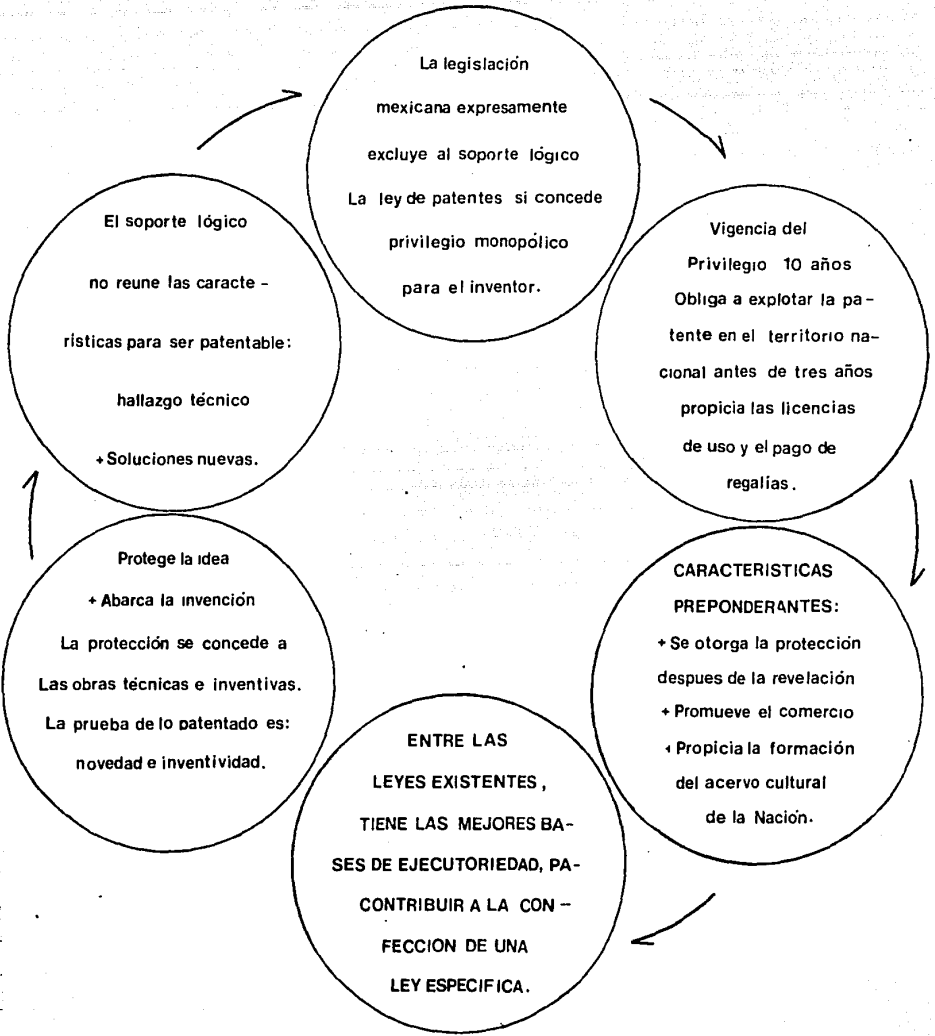 La legislación
mexicana expresamente
excluye al soporte lógico
La ley de patentes si concede
privilegio monopólico
para el inventor.
Vigencia del
Privilegio 10 años
Obliga a explotar la pa-
tente en el territorio na-
cional antes de tres años
propicia las licencias
de uso y el pago de
regalías.
CARACTERISTICAS
PREPONDERANTES:
+ Se otorga la protección
despues de la revelación
+ Promueve el comercio
+ Propicia la formación
del acervo cultural
de la Nación.
ENTRE LAS
LEYES EXISTENTES,
TIENE LAS MEJORES BA-
SES DE EJECUTORIEDAD, PA-
CONTRIBUIR A LA CON-
FECCION DE UNA
LEY ESPECIFICA.
Protege la idea
+ Abarca la invención
La protección se concede a
Las obras técnicas e inventivas.
La prueba de lo patentado es:
novedad e inventividad.
El soporte lógico
no reune las caracte-
rísticas para ser patentable:
hallazgo técnico
+ Soluciones nuevas.